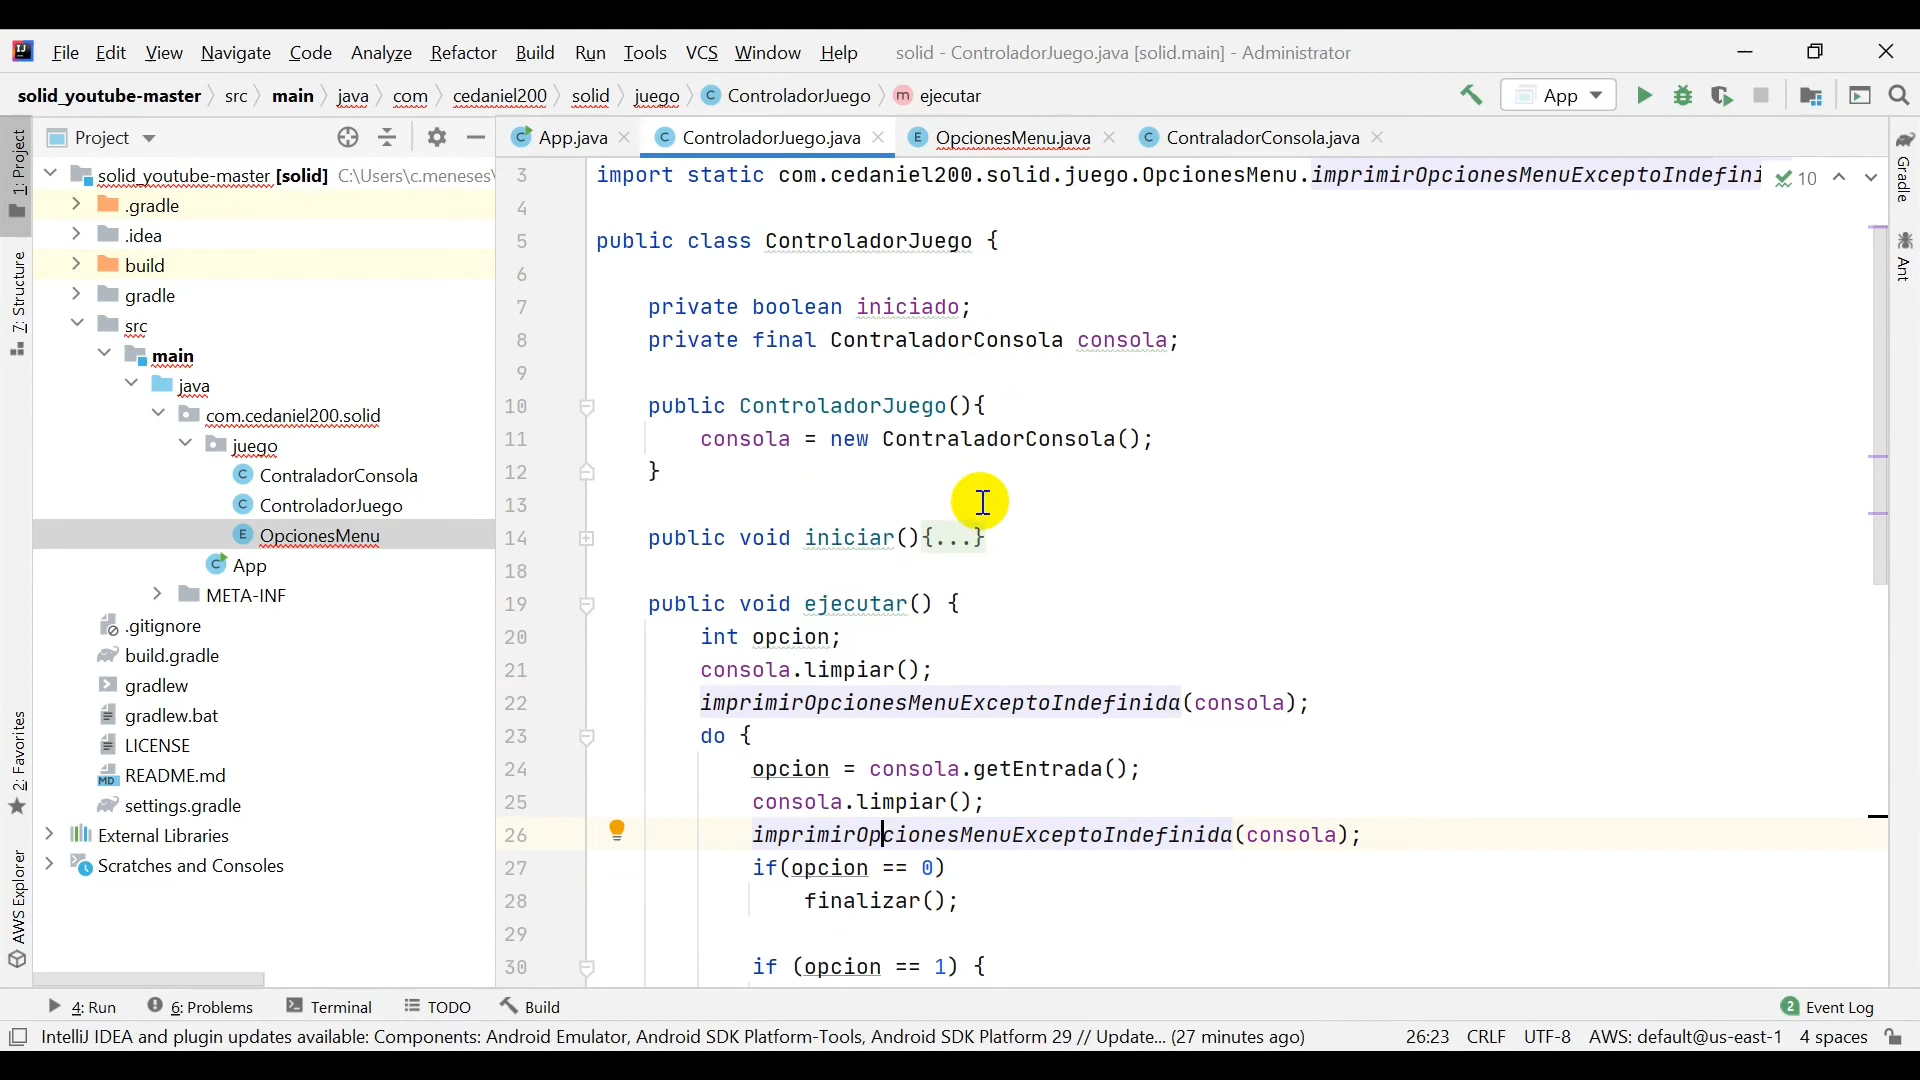 File Edit View Navigate Code Analyze Refactor Build Run Tools VCS Window Help solid - ControladorJuego.java [solid.main] - Administrator
solid_youtube-master src main java com cedaniel200 solid juego C ControladorJuego m ejecutar App
Project App.java ControladorJuego.java OpcionesMenu.java ContraladorConsola.java
1: Project
7: Structure
2: Favorites
AWS Explorer
solid_youtube-master [solid] C:\Users\c.meneses\
.gradle
.idea
build
gradle
src
main
java
com.cedaniel200.solid
juego
C ContraladorConsola
C ControladorJuego
E OpcionesMenu
C App
META-INF
.gitignore
build.gradle
gradlew
gradlew.bat
LICENSE
README.md
settings.gradle
External Libraries
Scratches and Consoles
3 import static com.cedaniel200.solid.juego.OpcionesMenu.imprimirOpcionesMenuExceptoIndefini 10
4
5 public class ControladorJuego {
6
7 private boolean iniciado;
8 private final ContraladorConsola consola;
9
10 public ControladorJuego(){
11 consola = new ContraladorConsola();
12 }
13
14 public void iniciar(){...}
18
19 public void ejecutar() {
20 int opcion;
21 consola.limpiar();
22 imprimirOpcionesMenuExceptoIndefinida(consola);
23 do {
24 opcion = consola.getEntrada();
25 consola.limpiar();
26 imprimirOpcionesMenuExceptoIndefinida(consola);
27 if(opcion == 0)
28 finalizar();
29
30 if (opcion == 1) {
Gradle
Ant
4: Run 6: Problems Terminal TODO Build 2 Event Log
IntelliJ IDEA and plugin updates available: Components: Android Emulator, Android SDK Platform-Tools, Android SDK Platform 29 // Update... (27 minutes ago) 26:23 CRLF UTF-8 AWS: default@us-east-1 4 spaces